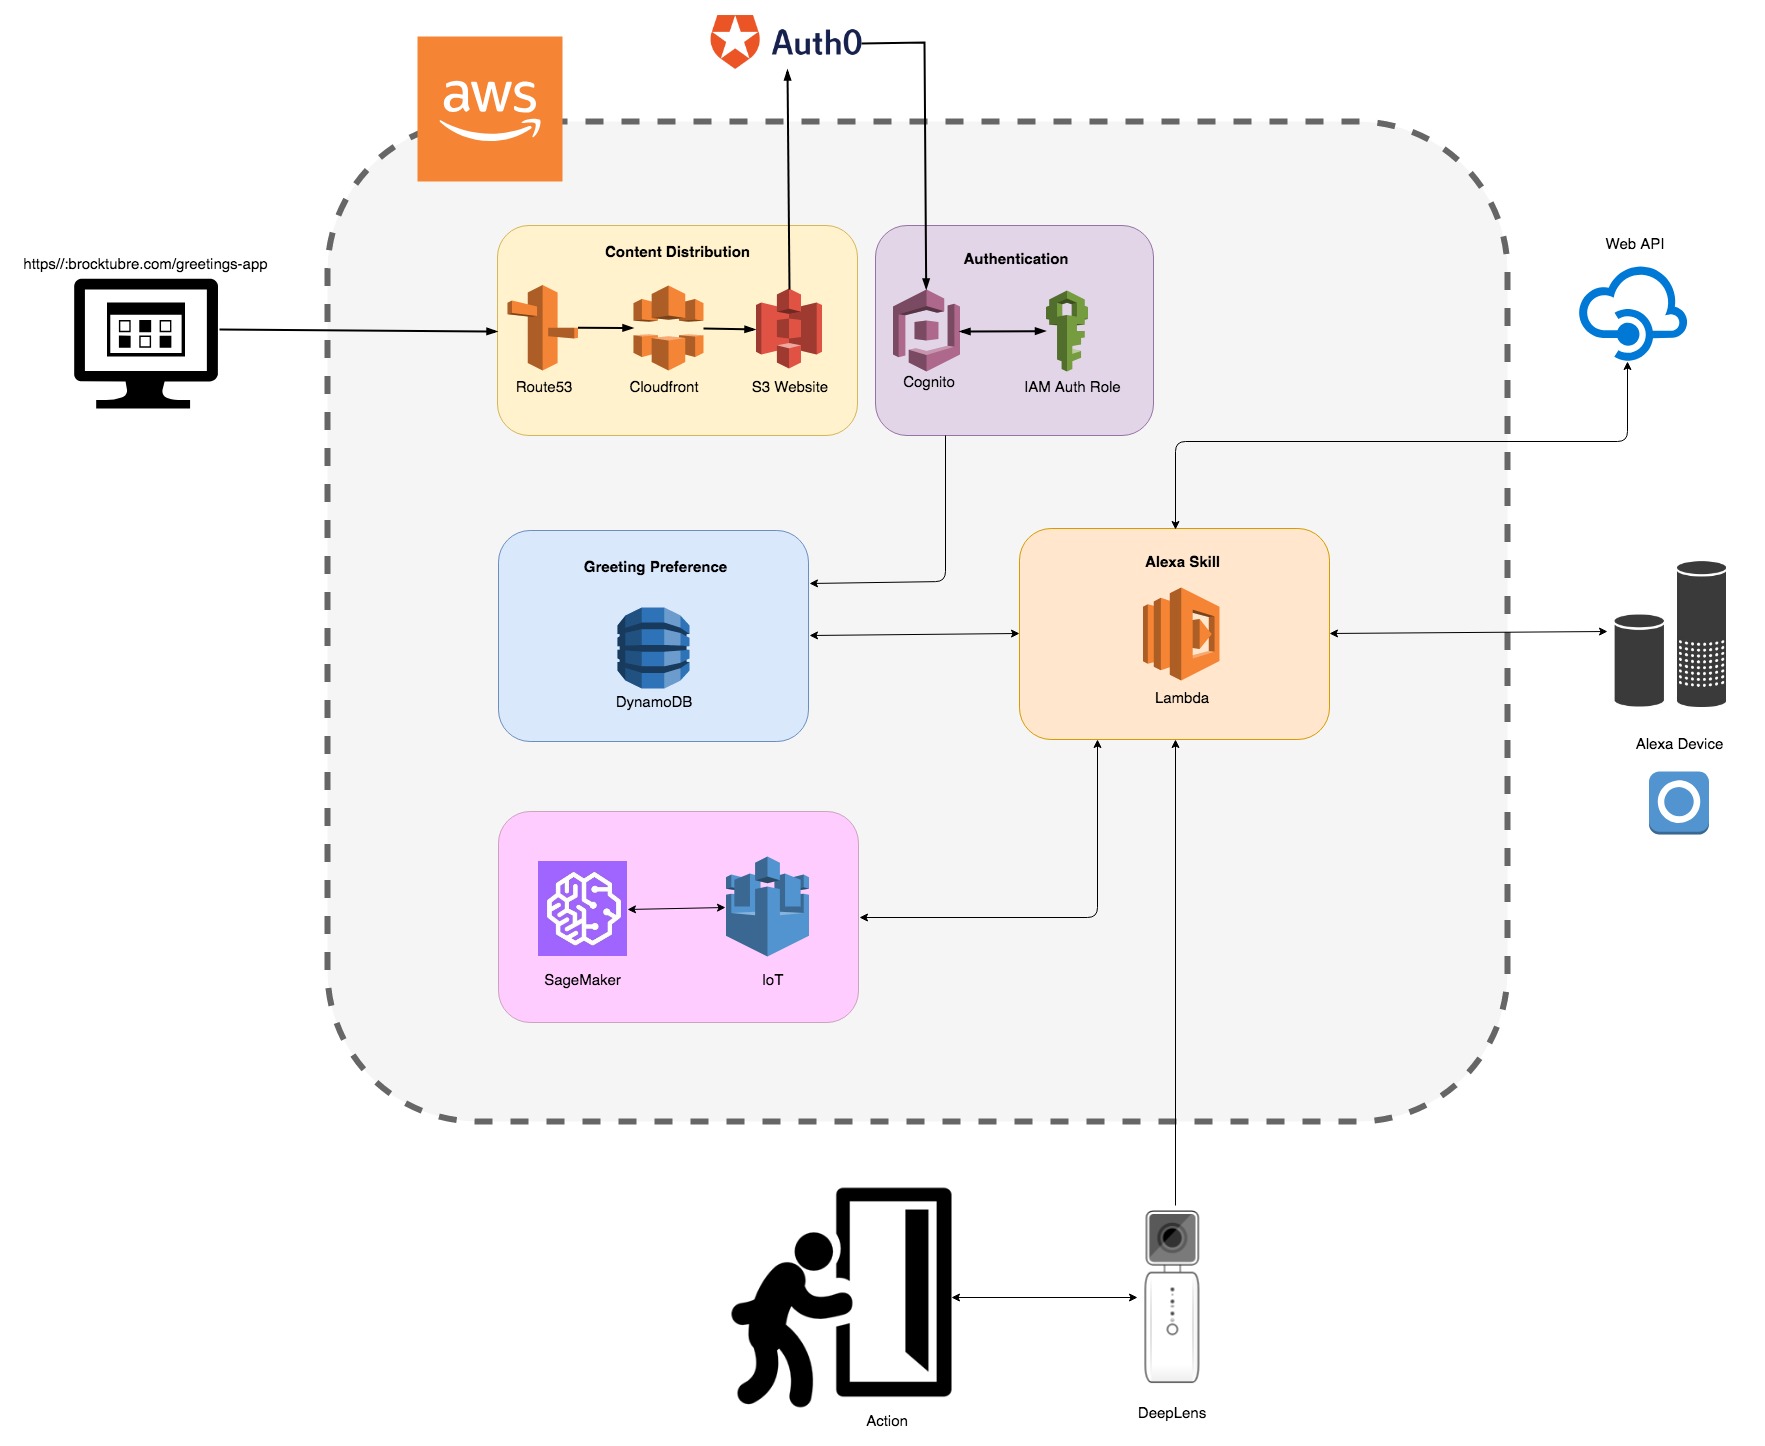 Auth0
aws
https//:brocktubre.com/greetings-app
Content Distribution
Route53
Cloudfront
S3 Website
Authentication
Cognito
IAM Auth Role
Web API
Greeting Preference
DynamoDB
Alexa Skill
Lambda
Alexa Device
SageMaker
IoT
Action
DeepLens